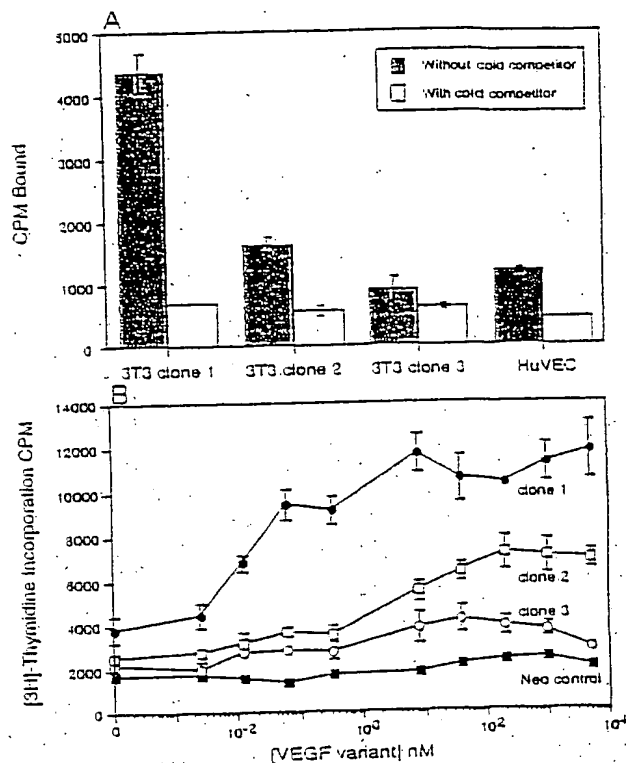 A
5000
4000
3000
2000
1000
0
CPM Bound
Without cold competitor
With cold competitor
3T3 clone 1
3T3 clone 2
3T3 clone 3
HuVEC
B
14000
12000
10000
8000
6000
4000
2000
0
[3H]-Thymidine Incorporation CPM
clone 1
clone 2
clone 3
Neo control
0
10-2
100
102
104
[VEGF variant] nM